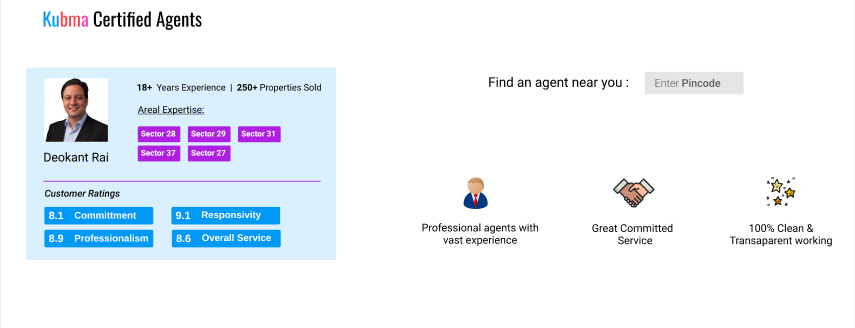 Kubma Certified Agents
18+ Years Experience | 250+ Properties Sold
Areal Expertise:
Sector 28 Sector 29 Sector 31
Sector 37 Sector 27
Deokant Rai
Customer Ratings
8.1 Committment 9.1 Responsivity
8.9 Professionalism 8.6 Overall Service
Find an agent near you : Enter Pincode
Professional agents with
vast experience
Great Committed
Service
100% Clean &
Transaparent working